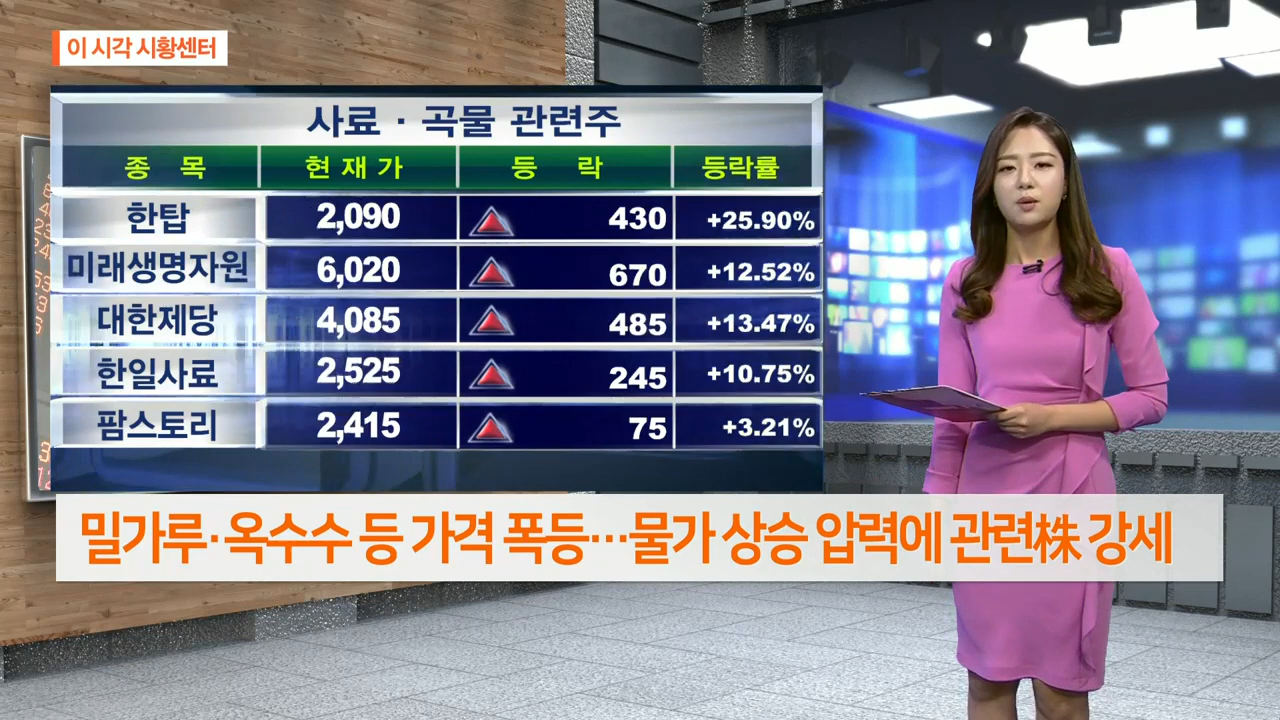 이 시각 시황센터
사료 · 곡물 관련주
종 목 현 재 가 등 락 등락률
한탑 2,090 ▲ 430 +25.90%
미래생명자원 6,020 ▲ 670 +12.52%
대한제당 4,085 ▲ 485 +13.47%
한일사료 2,525 ▲ 245 +10.75%
팜스토리 2,415 ▲ 75 +3.21%
밀가루·옥수수 등 가격 폭등…물가 상승 압력에 관련株 강세